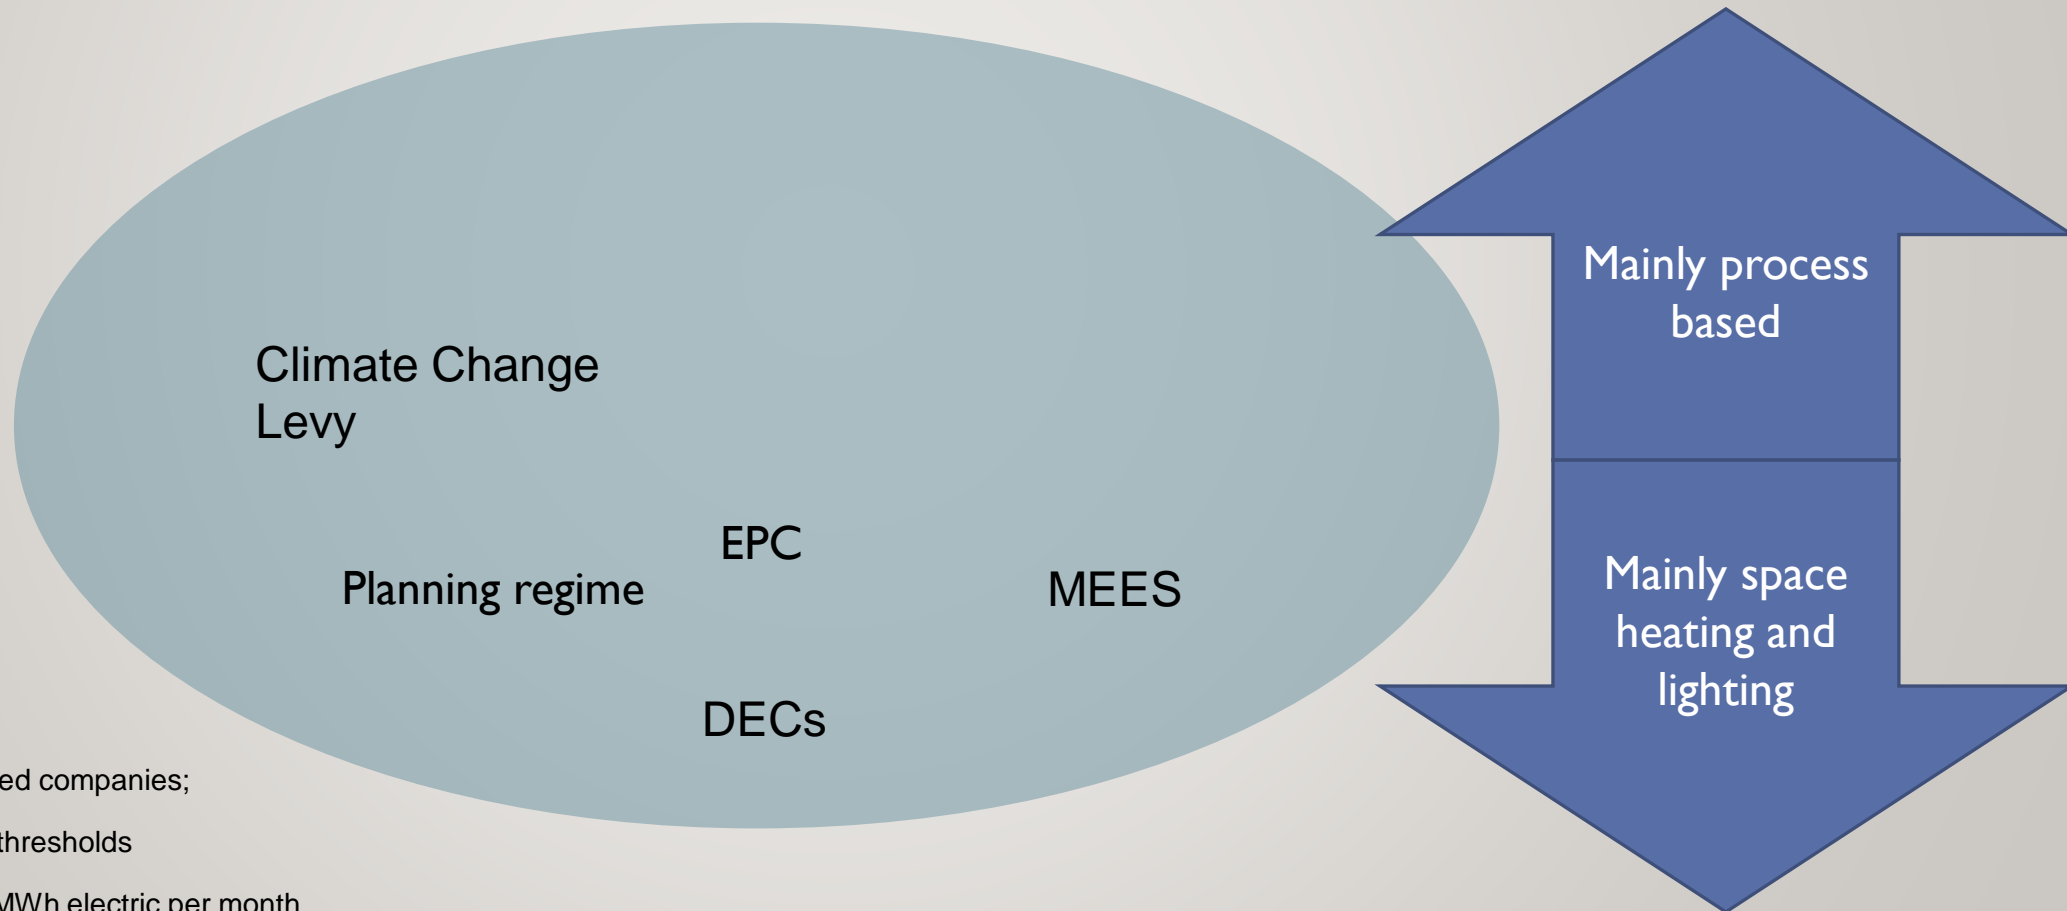 Climate Change
Levy
EPC
Planning regime
MEES
DECs
Mainly process
based
Mainly space
heating and
lighting
companies;
thresholds
MWh electric per month